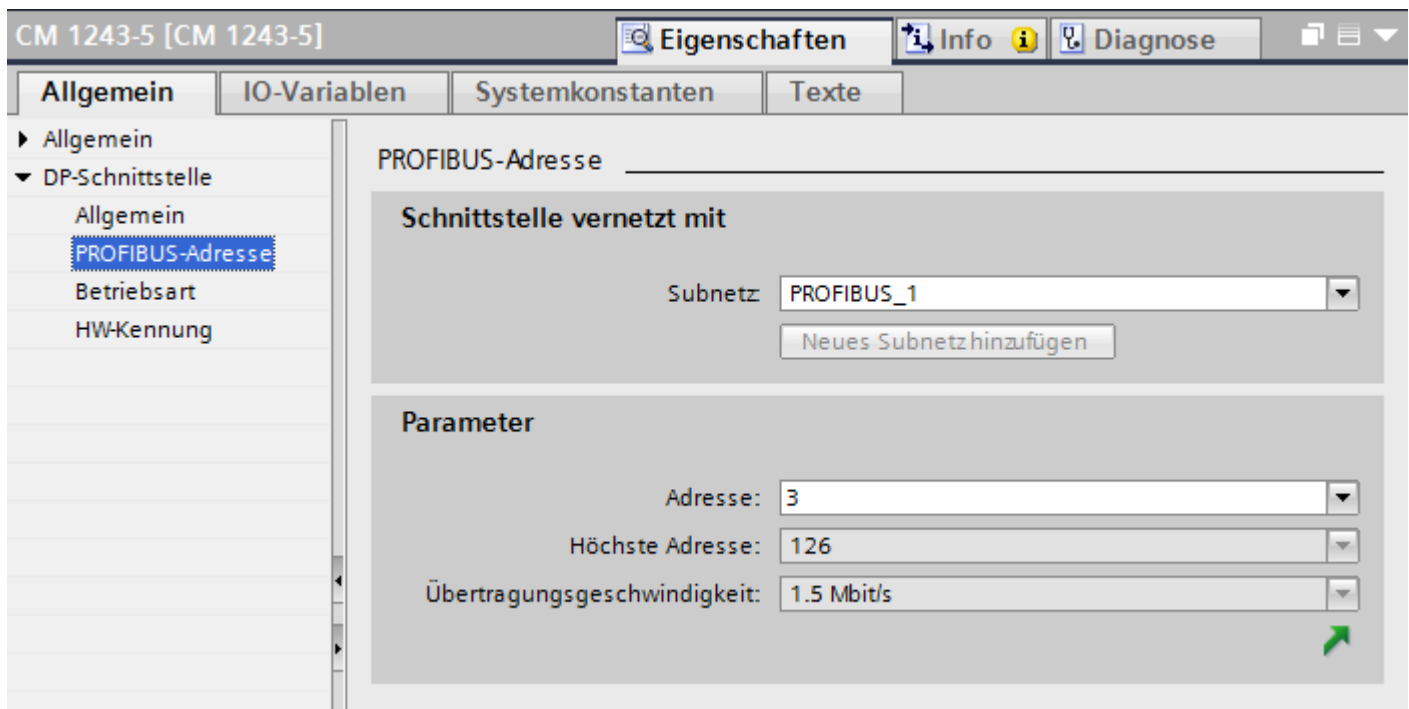 CM 1243-5 [CM 1243-5]
Eigenschaften
Info
Diagnose
Allgemein
IO-Variablen
Systemkonstanten
Texte
Allgemein
DP-Schnittstelle
Allgemein
PROFIBUS-Adresse
Betriebsart
HW-Kennung
PROFIBUS-Adresse
Schnittstelle vernetzt mit
Subnetz: PROFIBUS_1
Neues Subnetz hinzufügen
Parameter
Adresse: 3
Höchste Adresse: 126
Übertragungsgeschwindigkeit: 1.5 Mbit/s